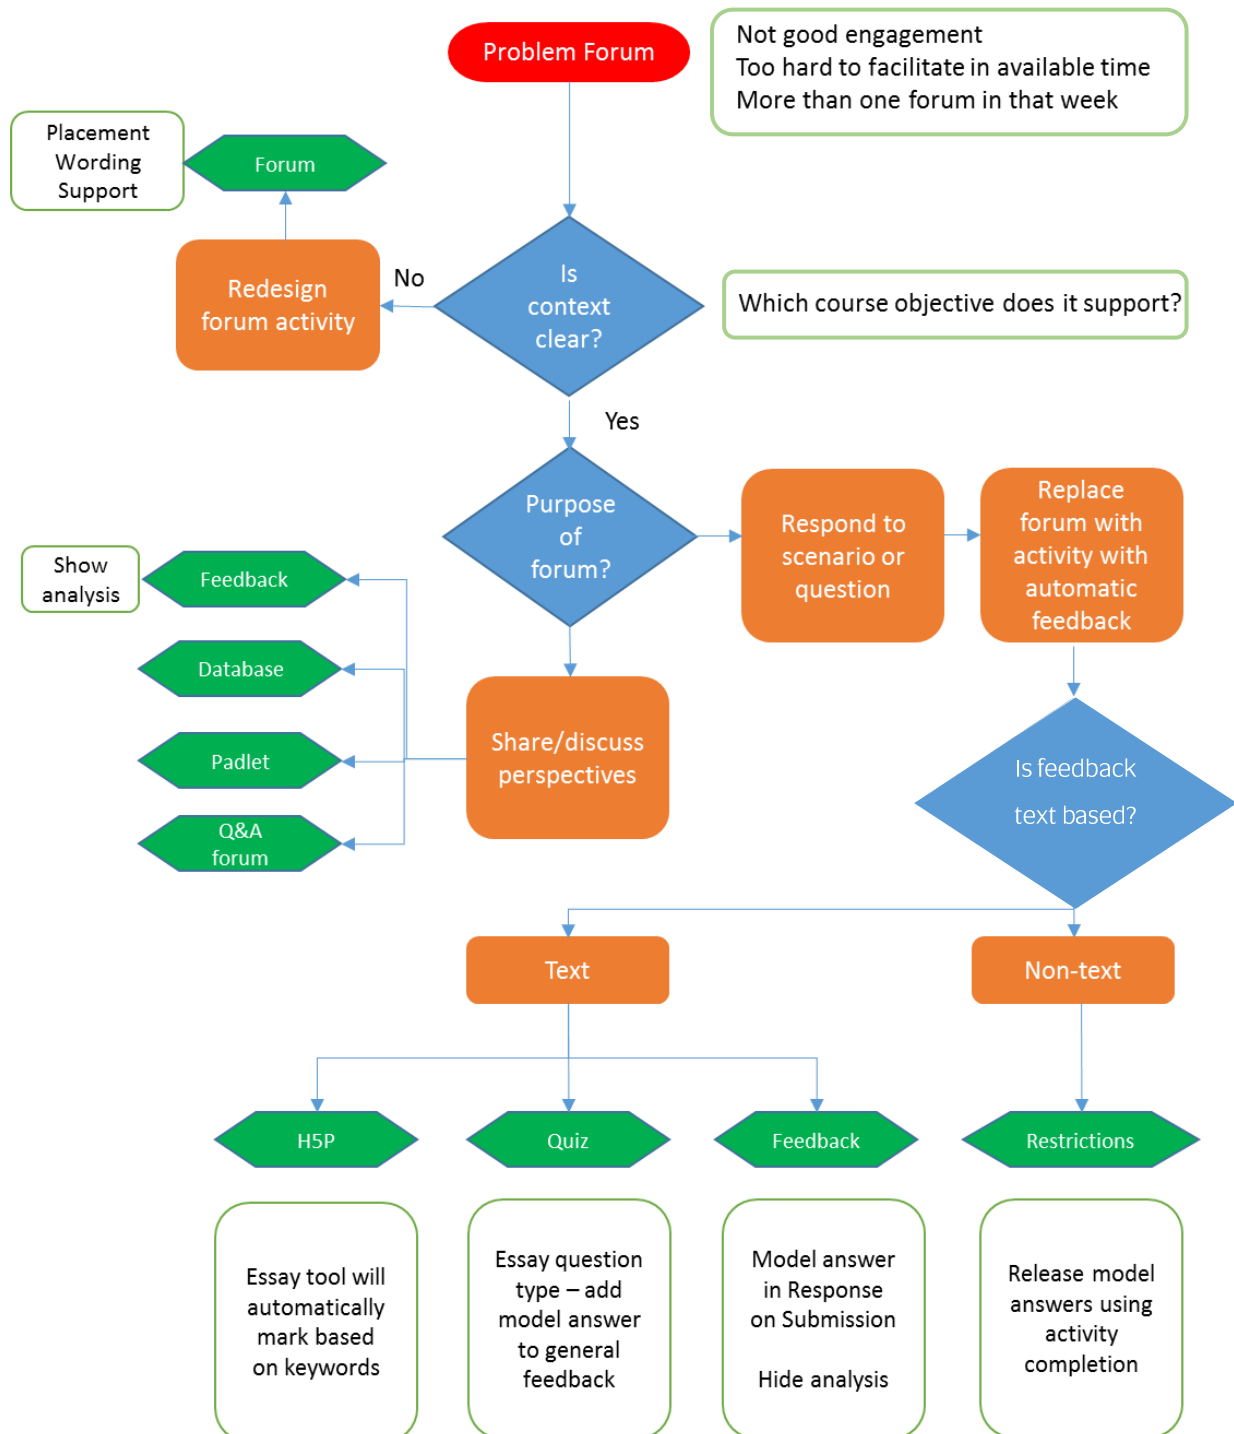 Problem Forum
Not good engagement
Too hard to facilitate in available time
More than one forum in that week
Placement
Wording
Support
Forum
Redesign
forum activity
No
Is
context
clear?
Which course objective does it support?
Yes
Purpose
of
forum?
Respond to
scenario or
question
Replace
forum with
activity with
automatic
feedback
Show
analysis
Feedback
Database
Padlet
Q&A
forum
Share/discuss
perspectives
Is feedback
text based?
Text
Non-text
H5P
Quiz
Feedback
Restrictions
Essay tool will
automatically
mark based
on keywords
Essay question
type – add
model answer
to general
feedback
Model answer
in Response
on Submission
Hide analysis
Release model
answers using
activity
completion